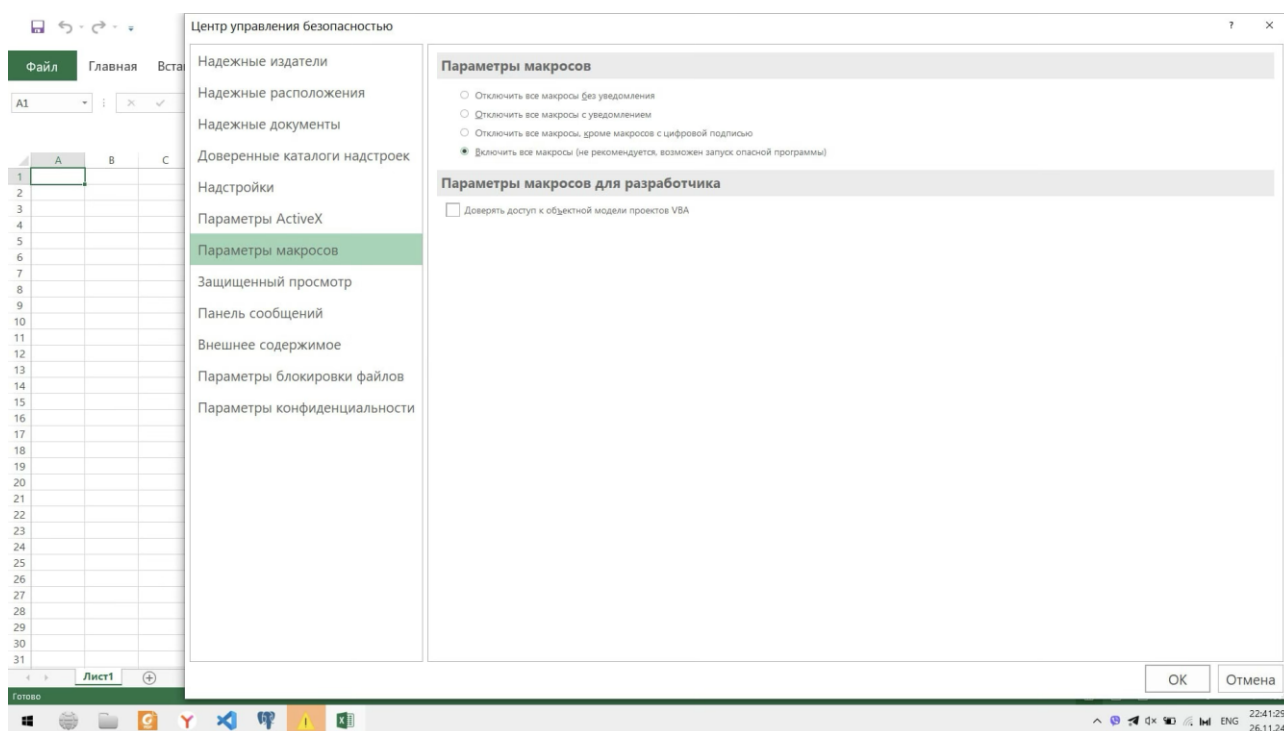 Центр управления безопасностью ? ×
Файл Главная Вста
A1
A B C
1
2
3
4
5
6
7
8
9
10
11
12
13
14
15
16
17
18
19
20
21
22
23
24
25
26
27
28
29
30
31
Надежные издатели
Надежные расположения
Надежные документы
Доверенные каталоги надстроек
Надстройки
Параметры ActiveX
Параметры макросов
Защищенный просмотр
Панель сообщений
Внешнее содержимое
Параметры блокировки файлов
Параметры конфиденциальности
Параметры макросов
Отключить все макросы без уведомления
Отключить все макросы с уведомлением
Отключить все макросы, кроме макросов с цифровой подписью
Включить все макросы (не рекомендуется, возможен запуск опасной программы)
Параметры макросов для разработчика
Доверять доступ к объектной модели проектов VBA
ОК Отмена
Лист1
Готово
ENG 22:41:29
26.11.24